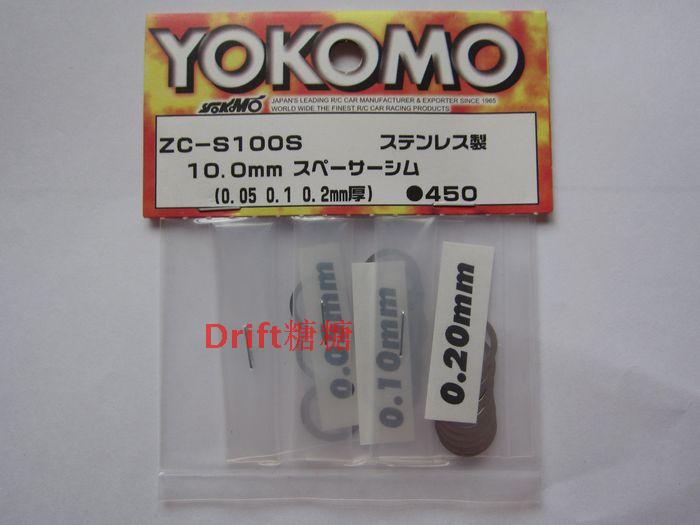 YOKOMO
YOKOMO
JAPAN'S LEADING R/C CAR MANUFACTURER & EXPORTER SINCE 1965
WORLD WIDE THE FINEST R/C CAR RACING PRODUCTS
ZC-S100S ステンレス製
10.0mm スペーサーシム
(0.05 0.1 0.2mm厚) ●450
Drift糖糖
0.10mm
0.20mm